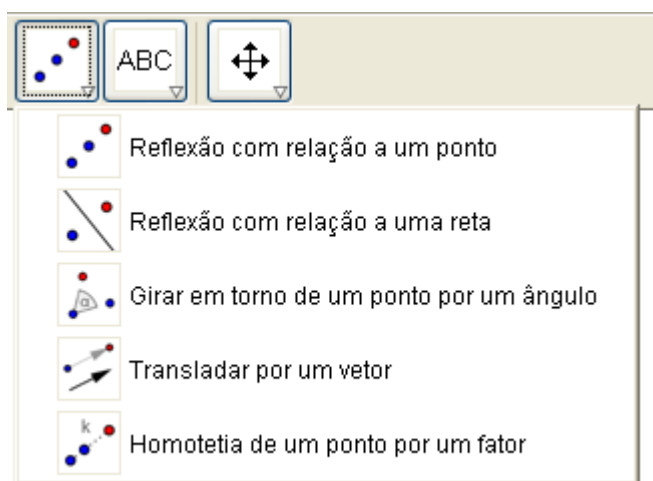 ABC
Reflexão com relação a um ponto
Reflexão com relação a uma reta
α
Girar em torno de um ponto por um ângulo
Transladar por um vetor
k
Homotetia de um ponto por um fator